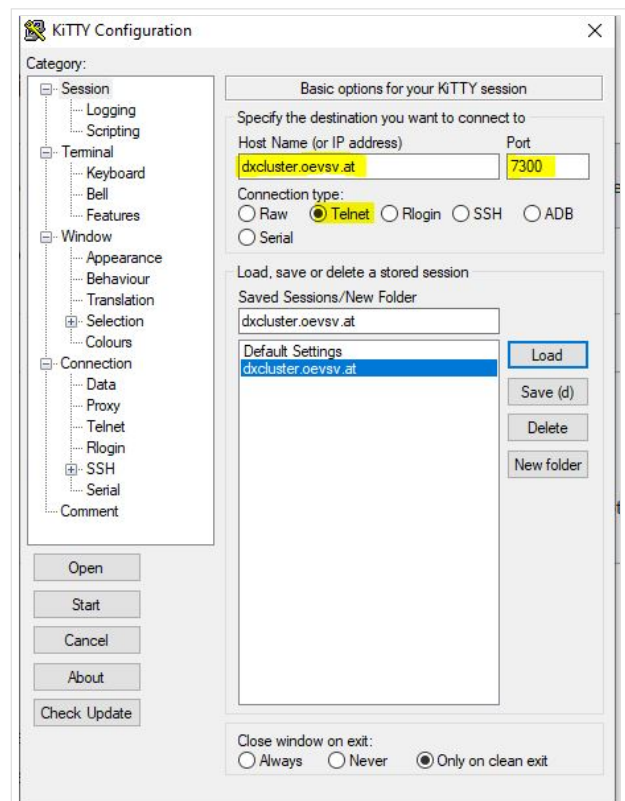 KiTTY Configuration
Category:
Session
Logging
Scripting
Terminal
Keyboard
Bell
Features
Window
Appearance
Behaviour
Translation
Selection
Colours
Connection
Data
Proxy
Telnet
Rlogin
SSH
Serial
Comment
Open
Start
Cancel
About
Check Update
Basic options for your KiTTY session
Specify the destination you want to connect to
Host Name (or IP address) Port
dxcluster.oevsv.at 7300
Connection type:
Raw Telnet Rlogin SSH ADB
Serial
Load, save or delete a stored session
Saved Sessions/New Folder
dxcluster.oevsv.at
Default Settings
dxcluster.oevsv.at
Load
Save (d)
Delete
New folder
Close window on exit:
Always Never Only on clean exit